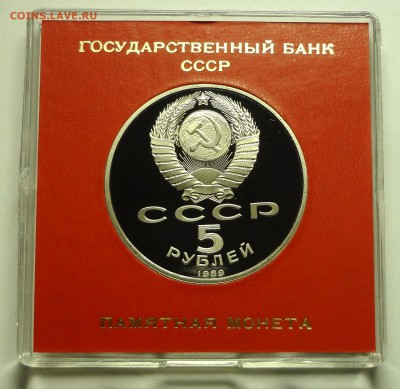 COINS.LAVE.RU
ГОСУДАРСТВЕННЫЙ БАНК
СССР
СССР
5
РУБЛЕЙ
1989
ПАМЯТНАЯ МОНЕТА